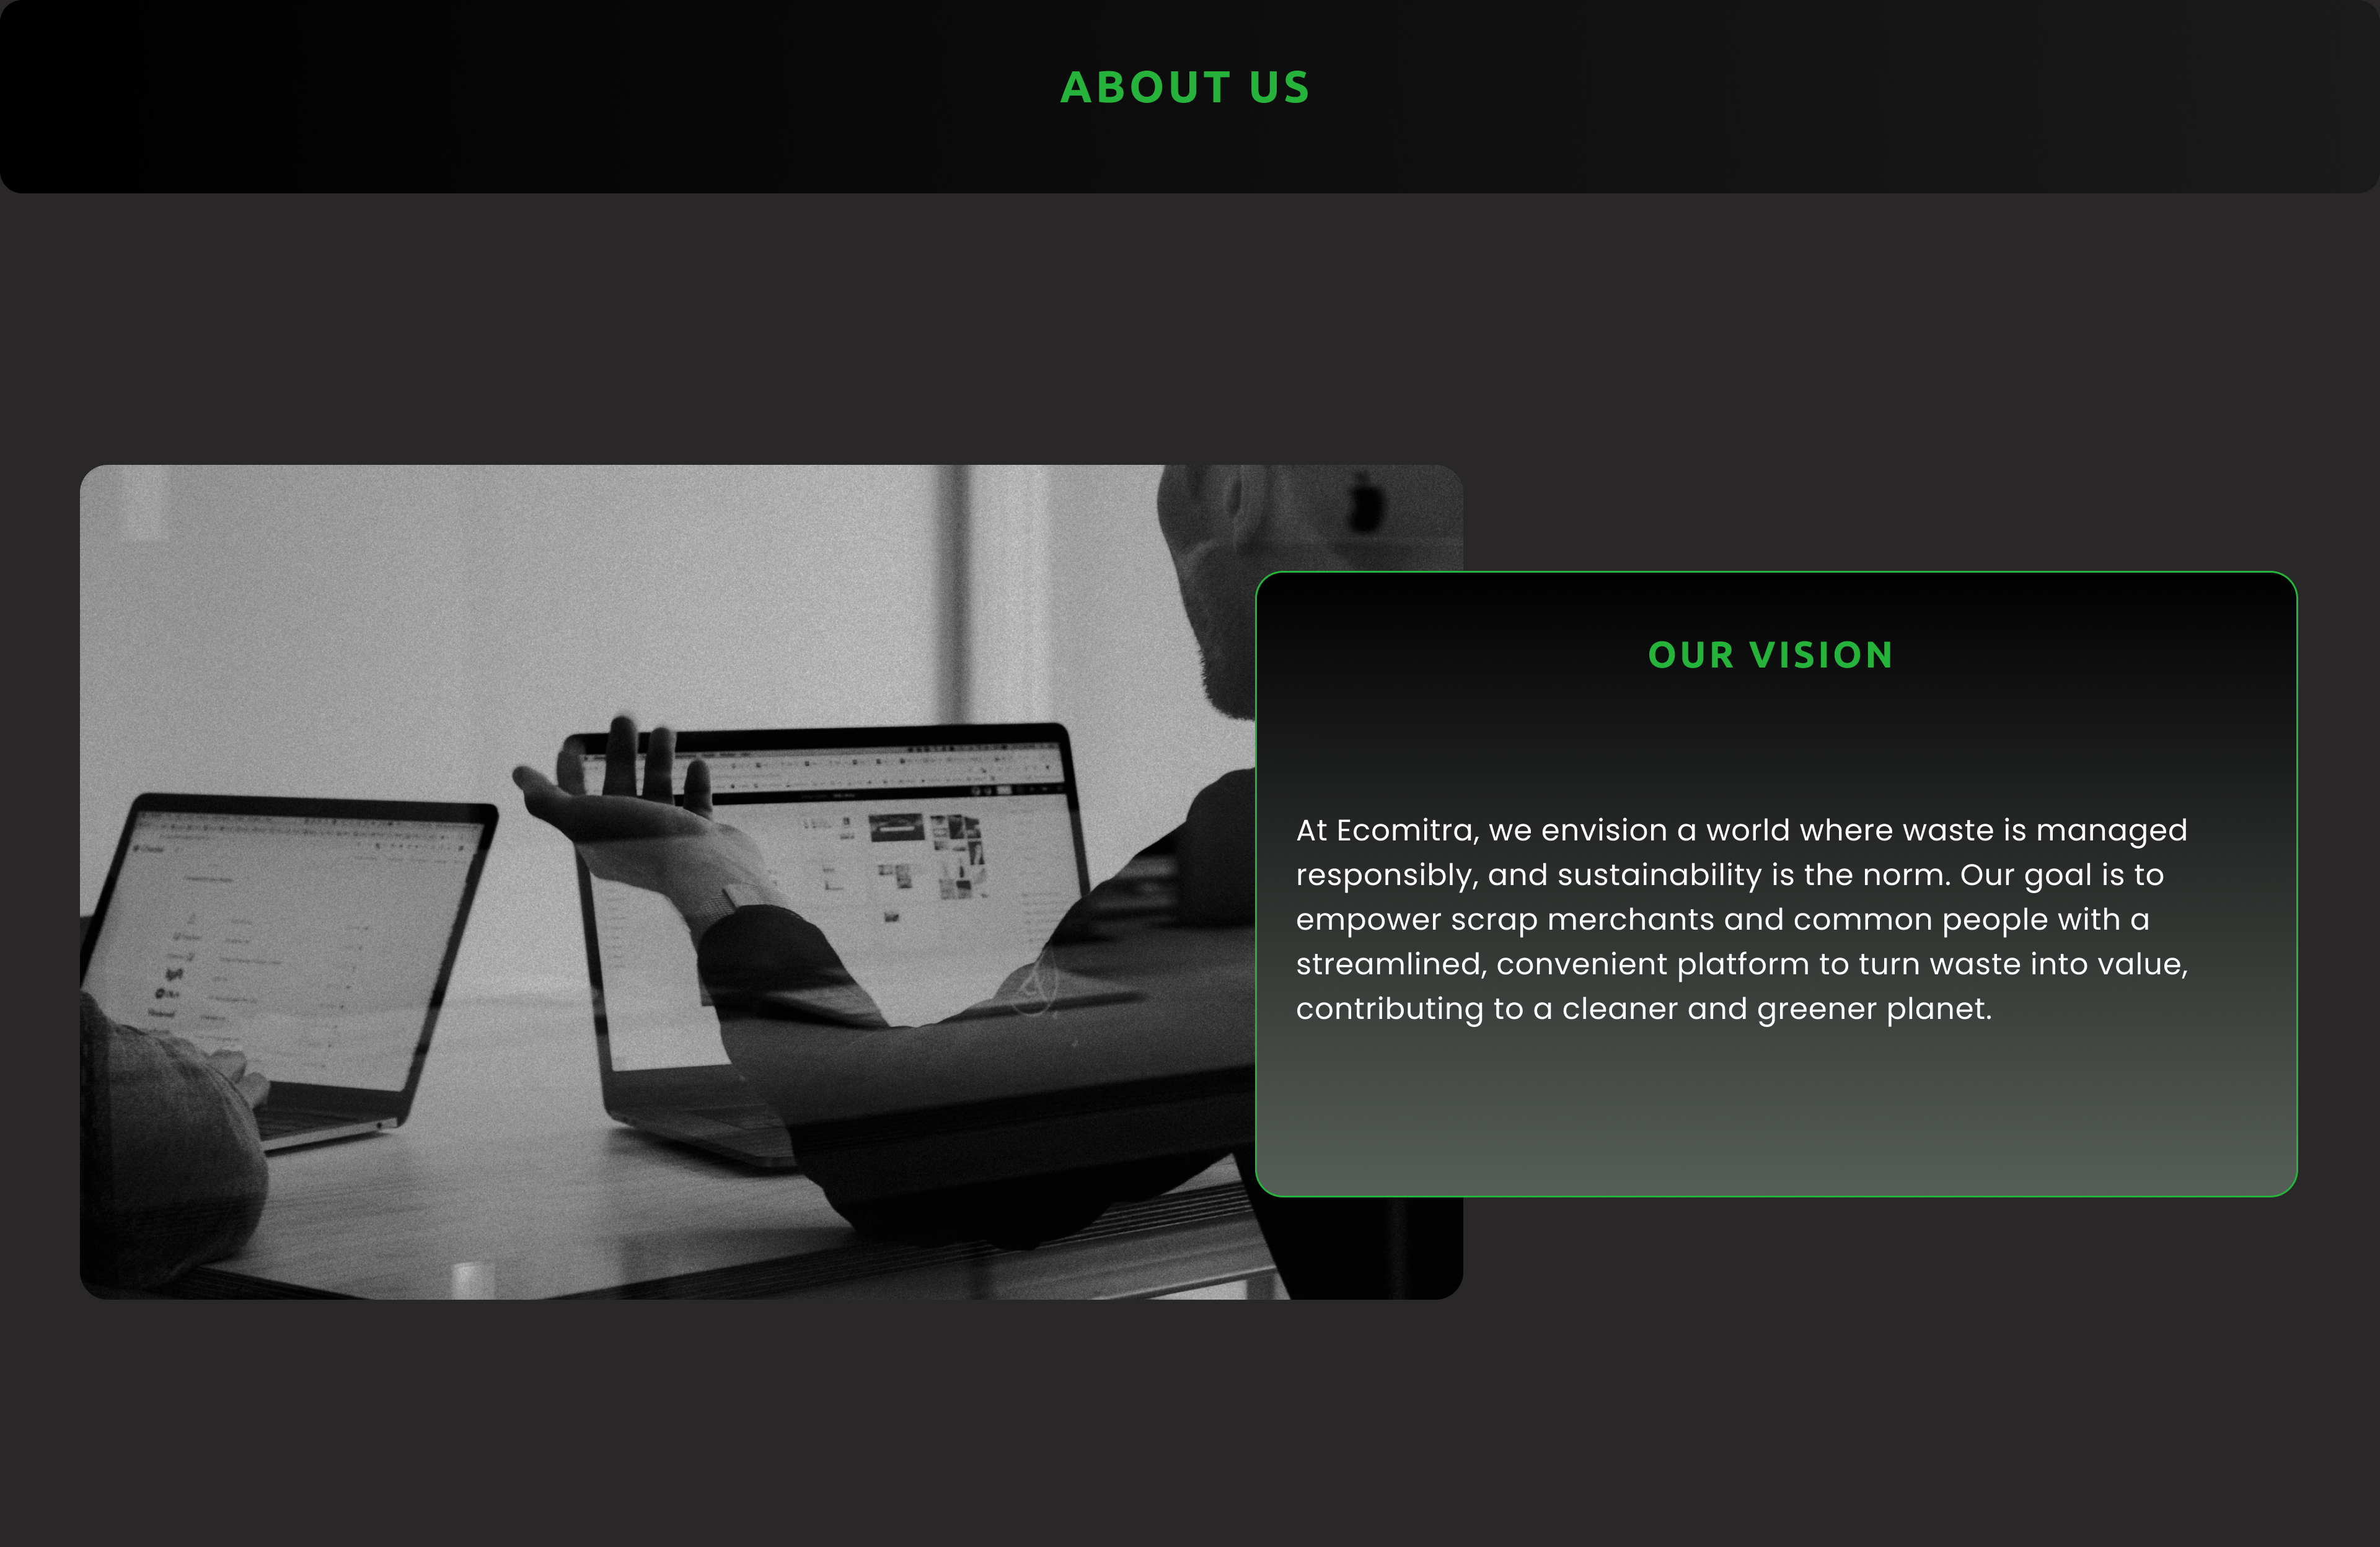 ABOUT US
OUR VISION
At Ecomitra, we envision a world where waste is managed
responsibly, and sustainability is the norm. Our goal is to
empower scrap merchants and common people with a
streamlined, convenient platform to turn waste into value,
contributing to a cleaner and greener planet.